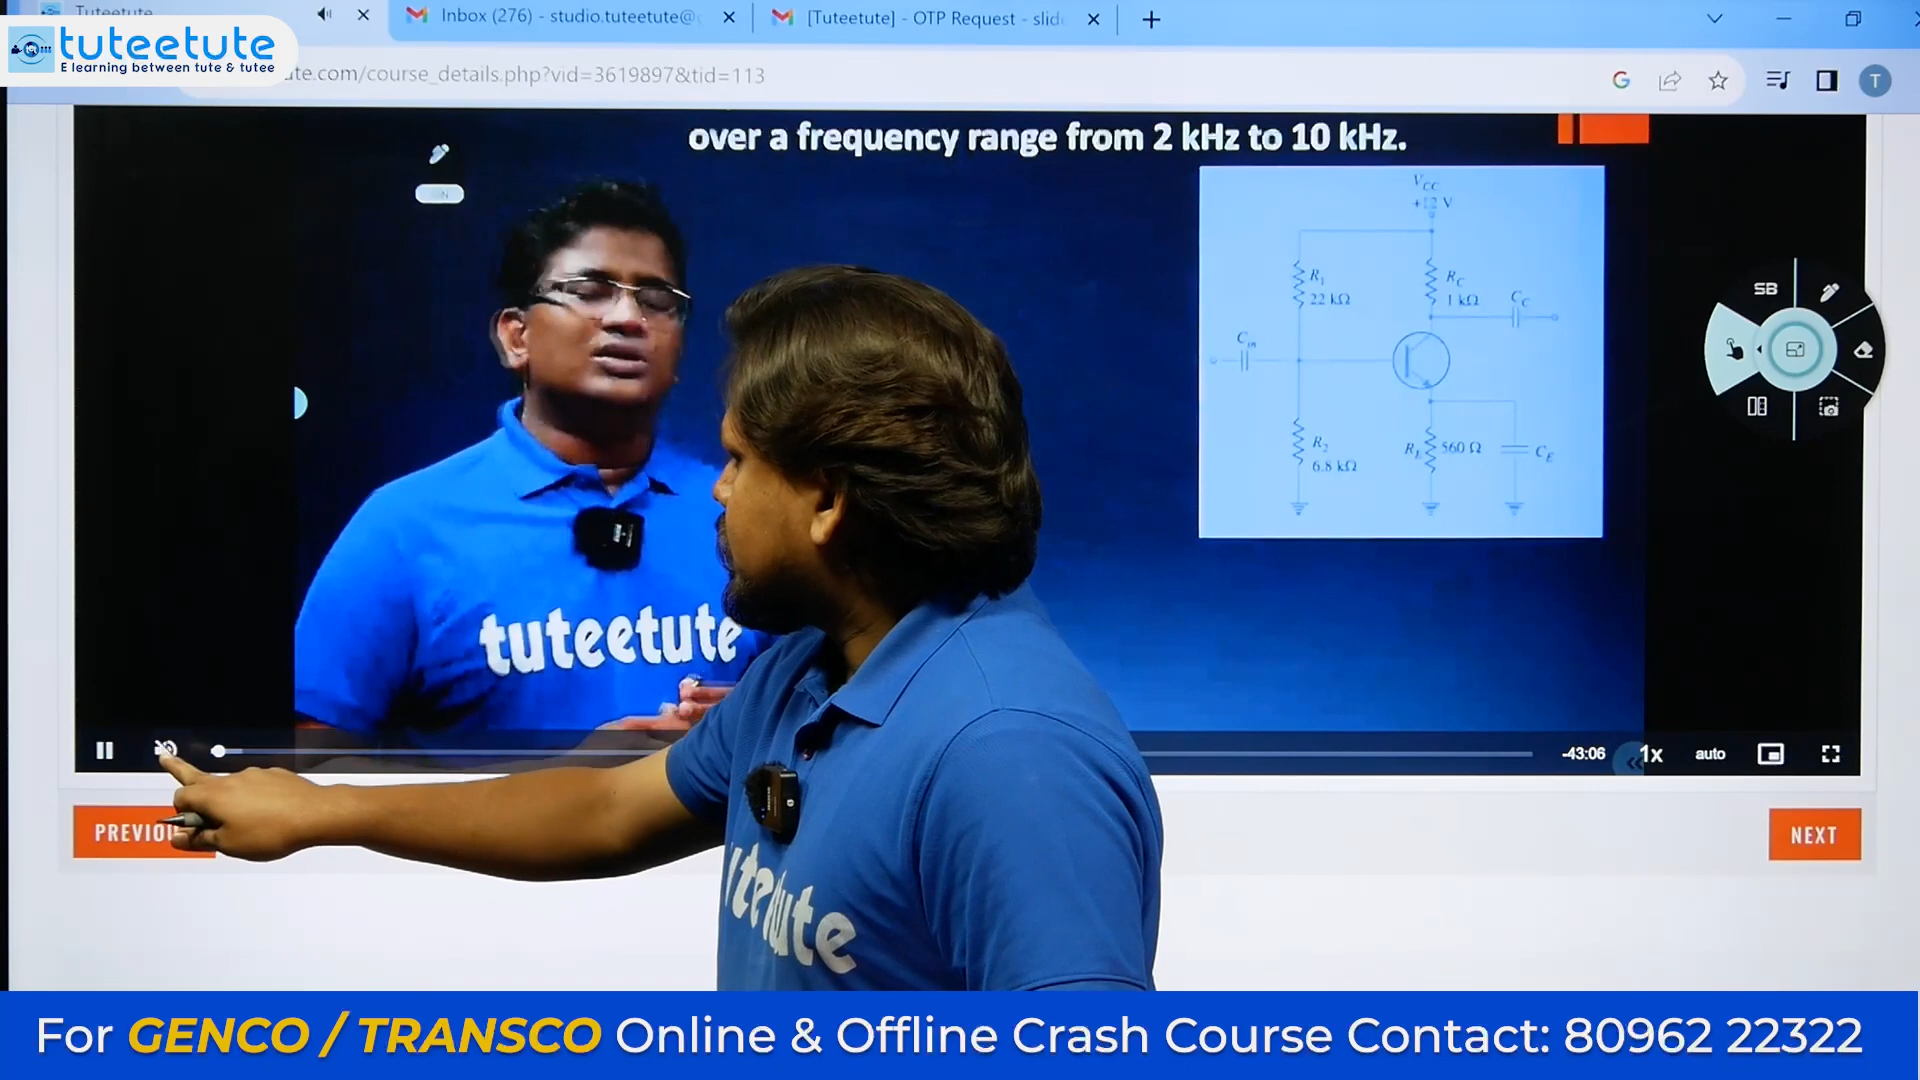 Tuteetute
Inbox (276) - studio.tuteetute@
[Tuteetute] - OTP Request - slid
tuteetute
E learning between tute & tutee
ute.com/course_details.php?vid=3619897&tid=113
T
over a frequency range from 2 kHz to 10 kHz.
VCC
+12 V
R1
22 kΩ
RC
1 kΩ
CC
Cin
R2
6.8 kΩ
RE
560 Ω
CE
SB
tuteetute
-43:06
1x
auto
PREVIOU
NEXT
tute
For GENCO / TRANSCO Online & Offline Crash Course Contact: 80962 22322